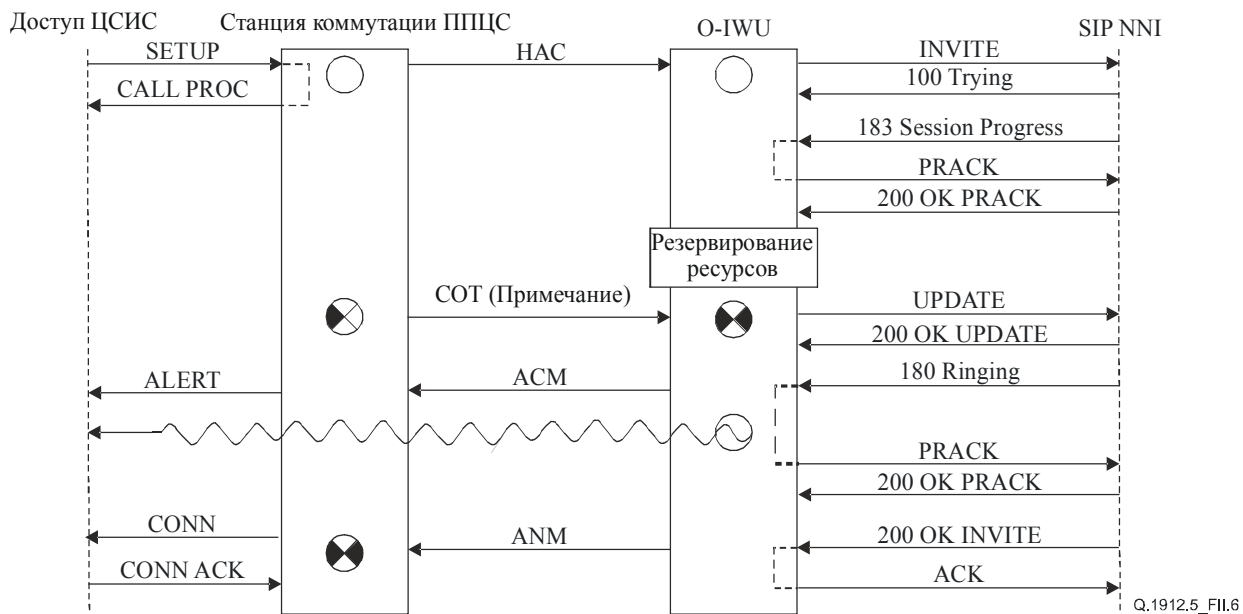 Доступ ЦСИС
Станция коммутации ППЦС
O-IWU
SIP NNI
SETUP
НАС
INVITE
CALL PROC
100 Trying
183 Session Progress
PRACK
200 OK PRACK
Резервирование
ресурсов
COT (Примечание)
UPDATE
200 OK UPDATE
ALERT
ACM
180 Ringing
PRACK
200 OK PRACK
CONN
ANM
200 OK INVITE
CONN ACK
ACK
Q.1912.5_FII.6